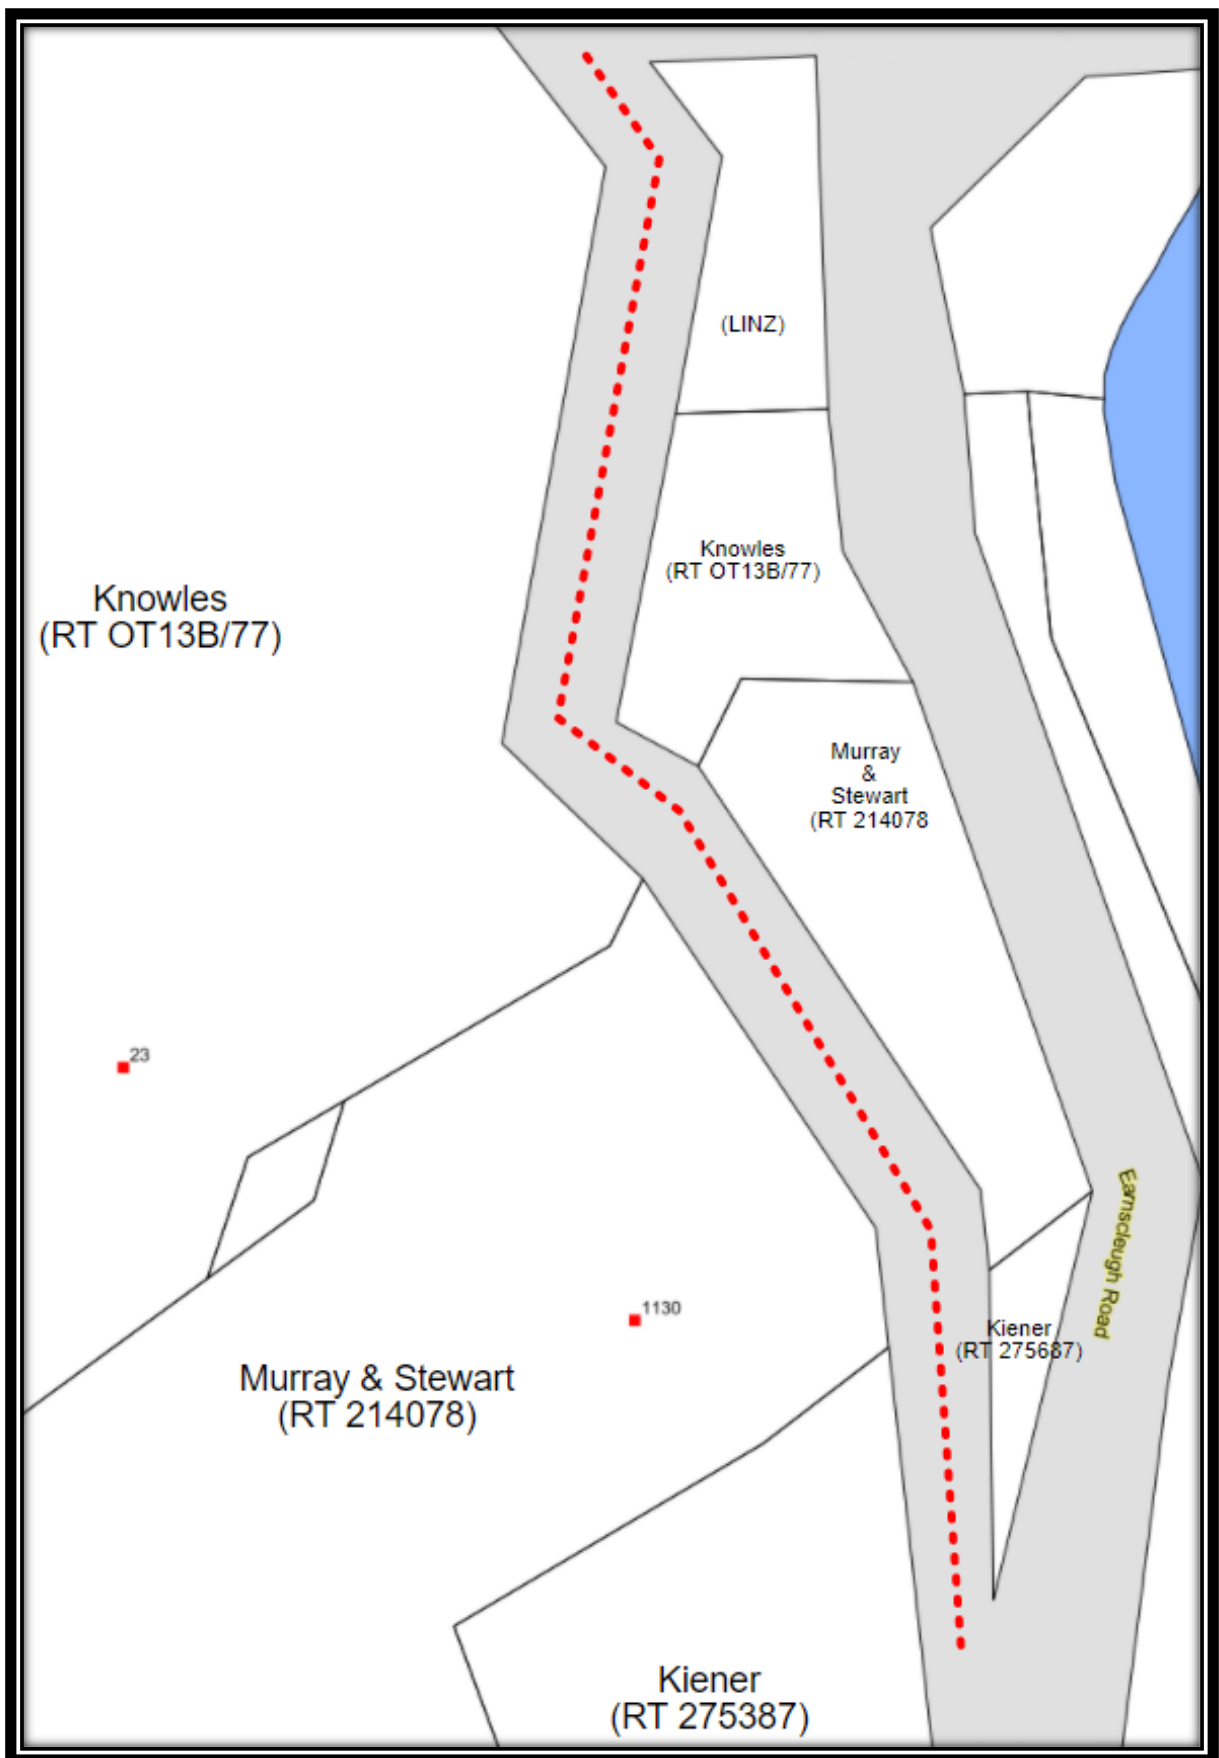 (LINZ)
Knowles
(RT OT13B/77)
Knowles
(RT OT13B/77)
Murray
&
Stewart
(RT 214078
23
Earnscleugh Road
1130
Kiener
(RT 275687)
Murray & Stewart
(RT 214078)
Kiener
(RT 275387)